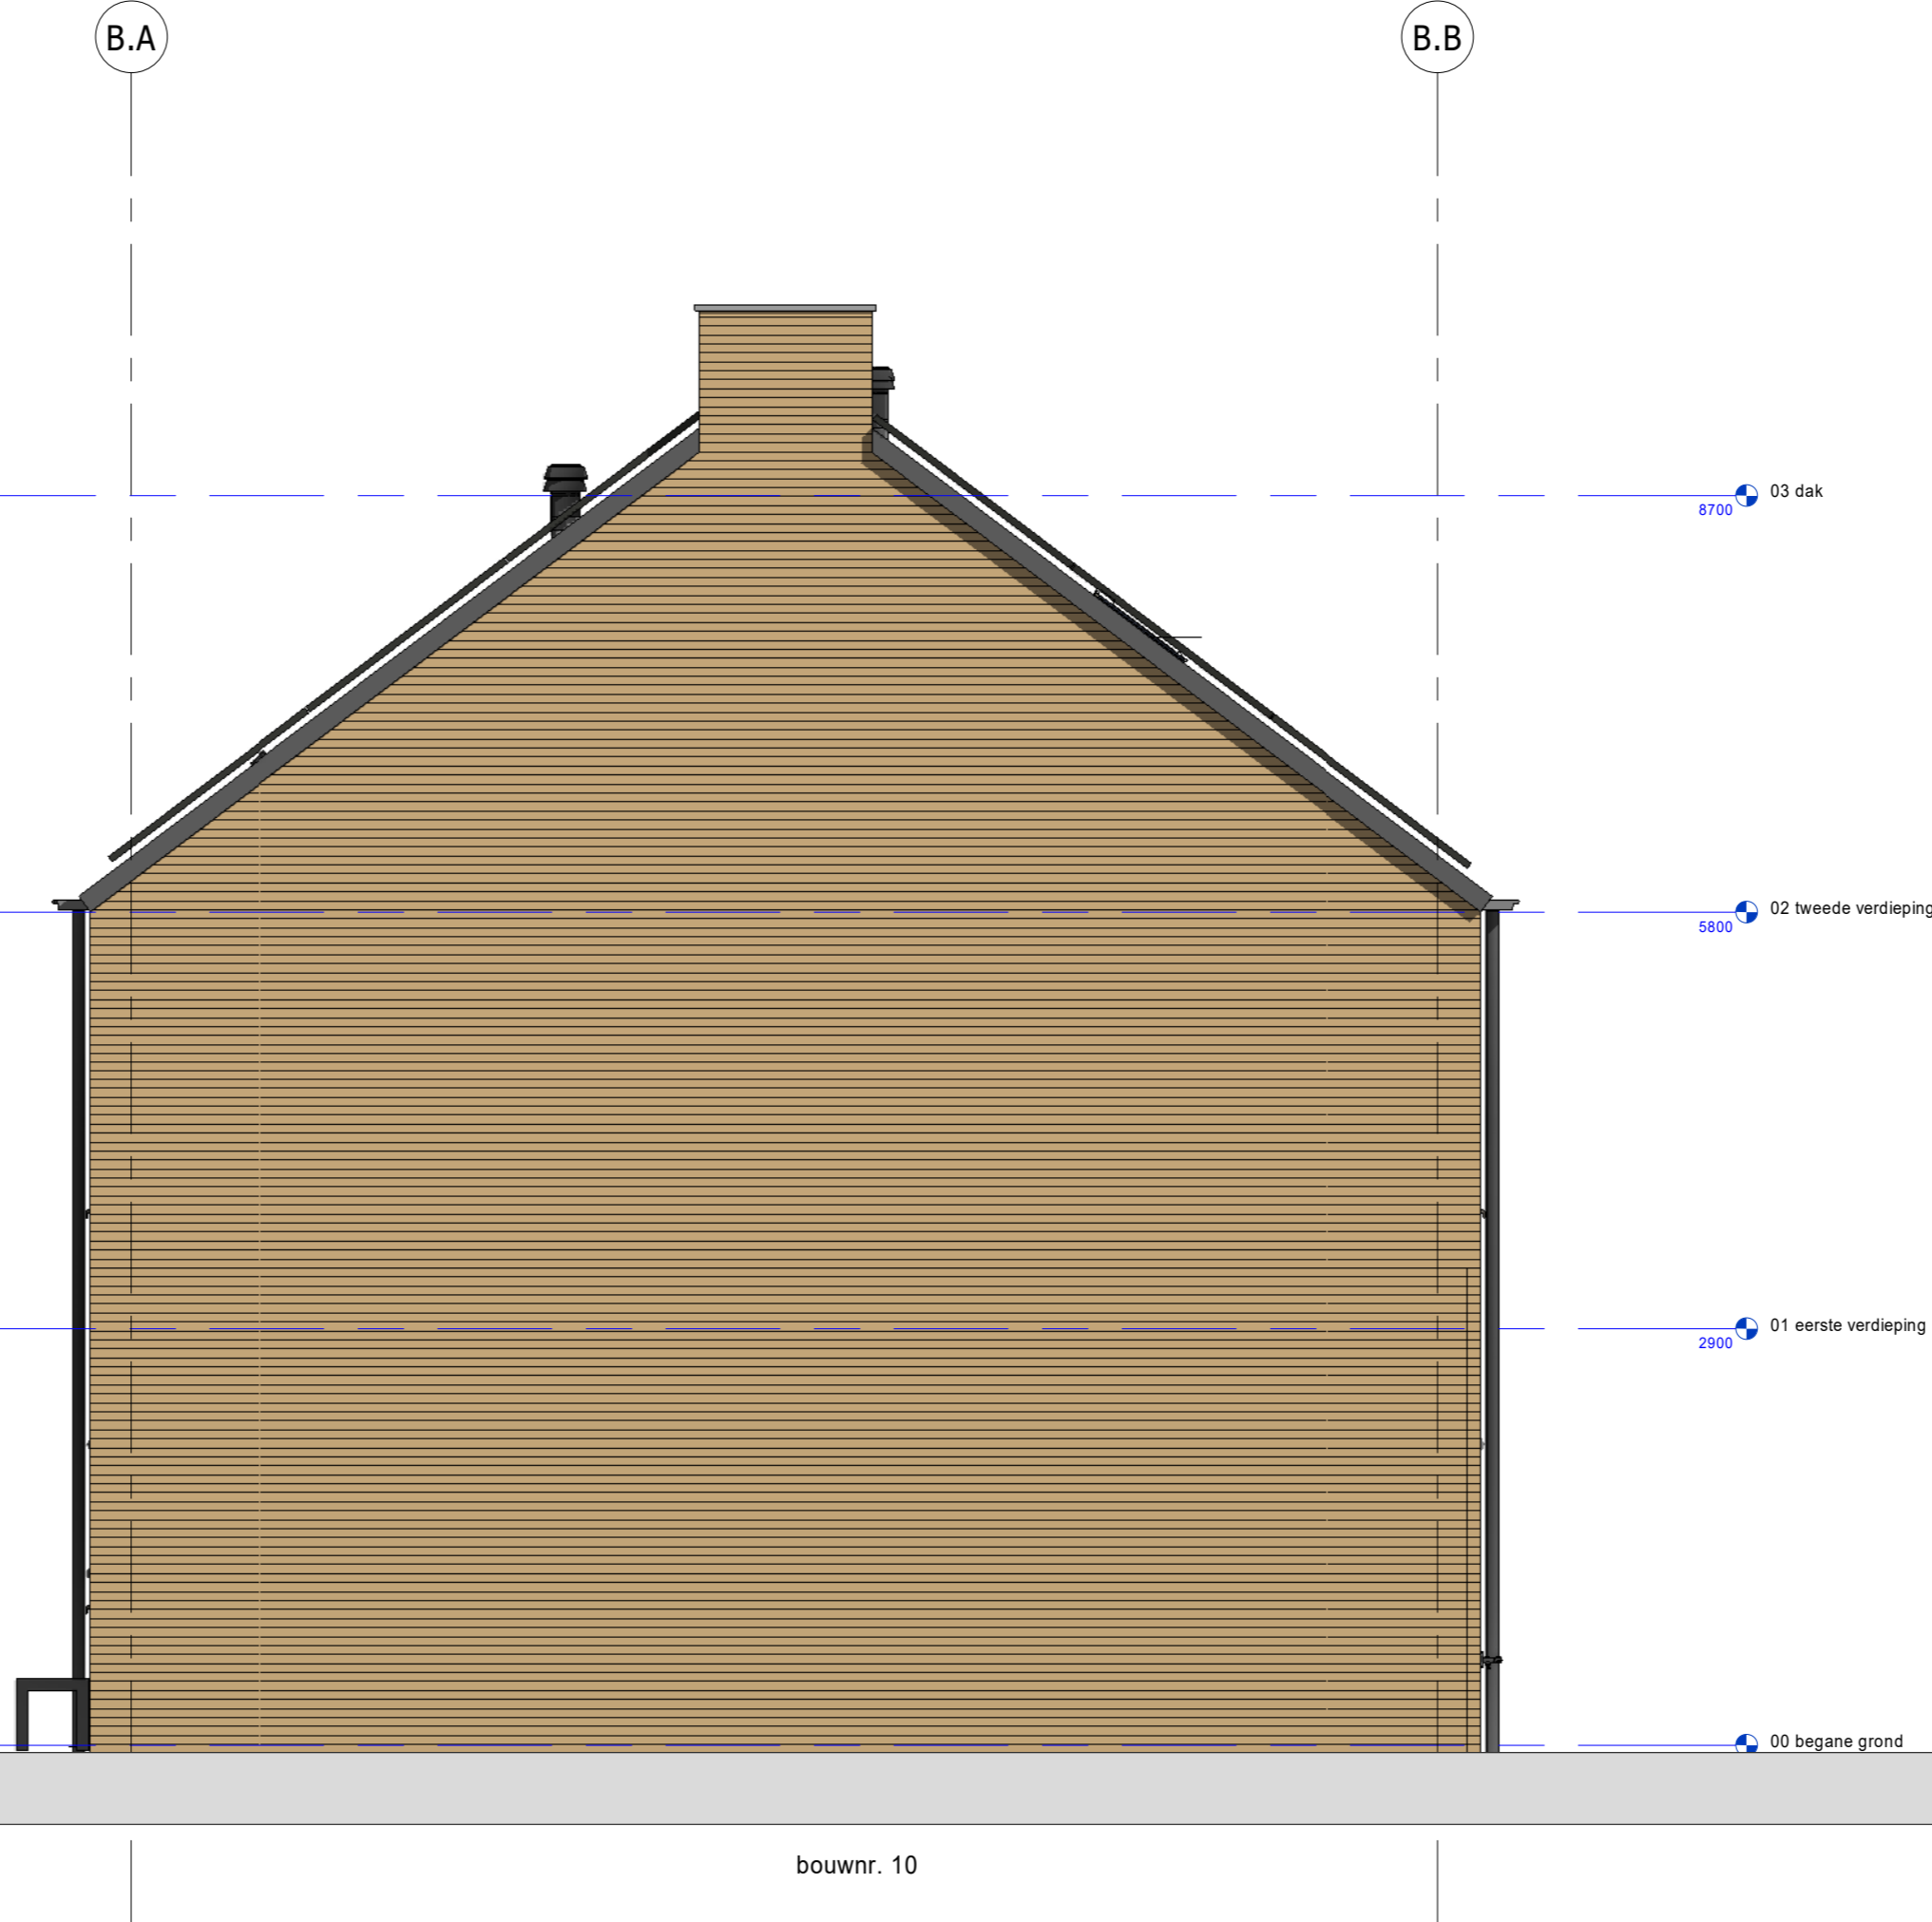 B.A
B.B
03 dak
8700
02 tweede verdieping
5800
01 eerste verdieping
2900
00 begane grond
bouwnr. 10